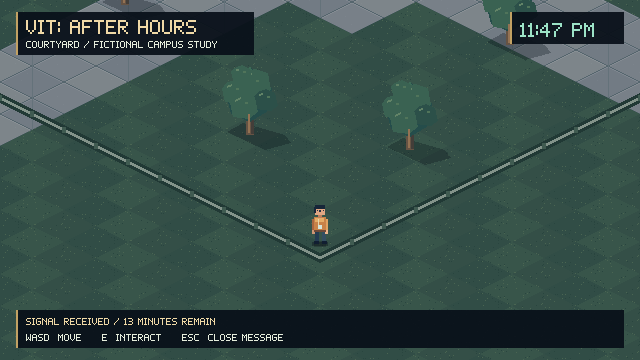 VIT: AFTER HOURS
COURTYARD / FICTIONAL CAMPUS STUDY
11:47 PM
SIGNAL RECEIVED / 13 MINUTES REMAIN
WASD MOVE E INTERACT ESC CLOSE MESSAGE